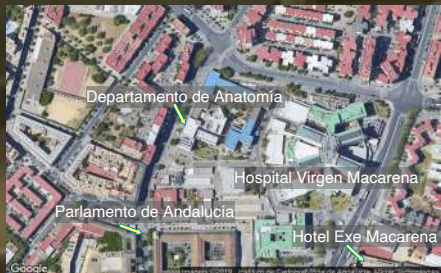 Departamento de Anatomía
Hospital Virgen Macarena
Parlamento de Andalucía
Hotel Exe Macarena
Google